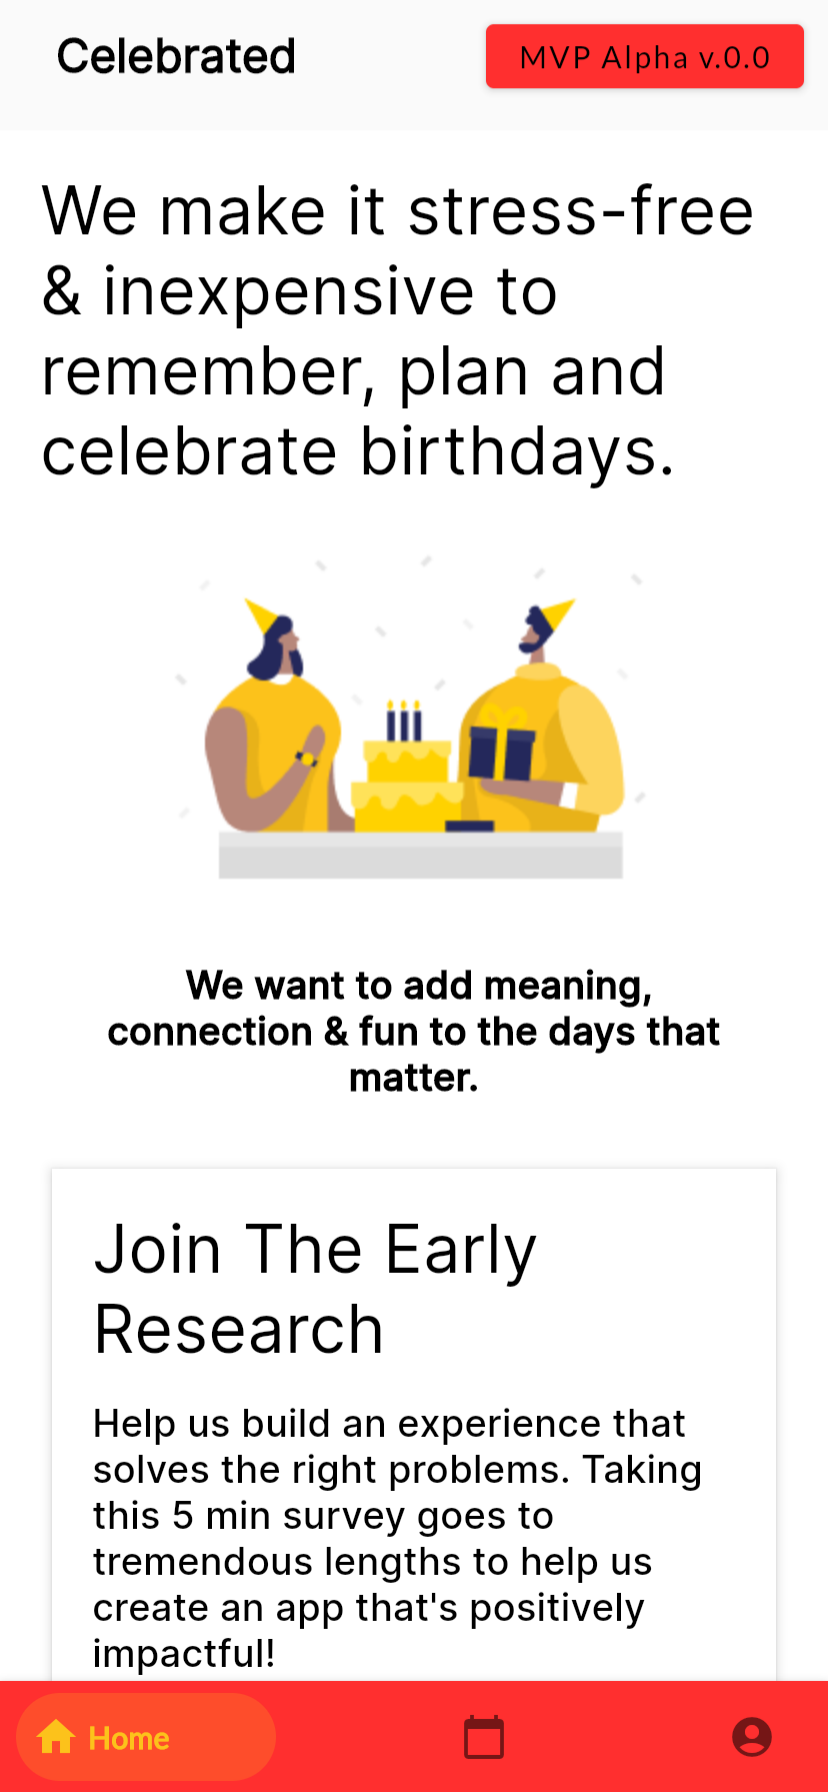 Celebrated
MVP Alpha v.0.0
We make it stress-free
& inexpensive to
remember, plan and
celebrate birthdays.
We want to add meaning,
connection & fun to the days that
matter.
Join The Early
Research
Help us build an experience that
solves the right problems. Taking
this 5 min survey goes to
tremendous lengths to help us
create an app that's positively
impactful!
Home